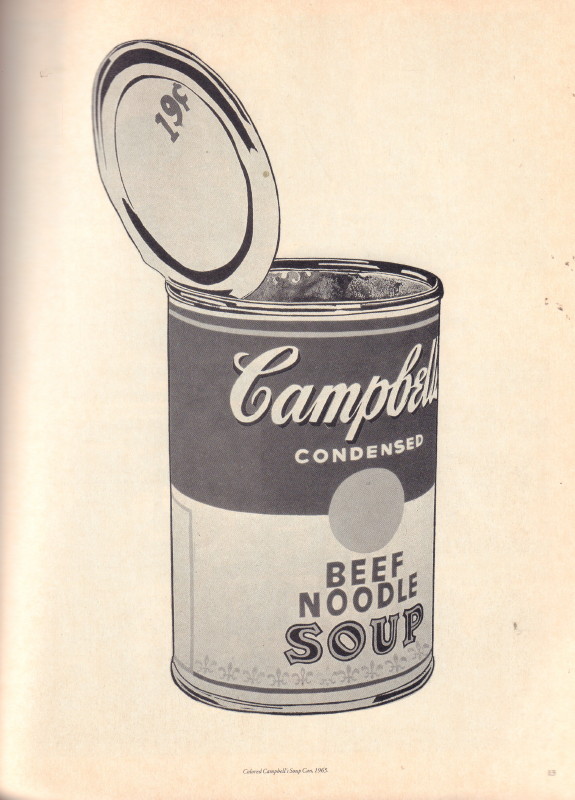 19¢
Campbell
CONDENSED
BEEF
NOODLE
SOUP
Colored Campbell's Soup Can, 1965.